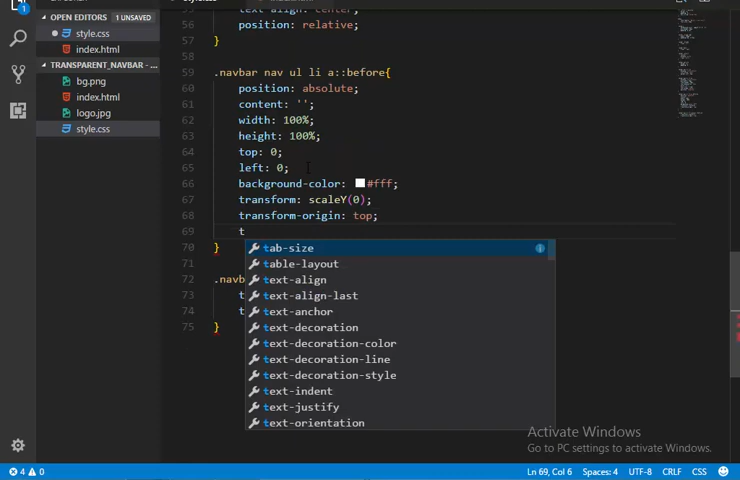 1
OPEN EDITORS 1 UNSAVED
style.css
index.html
TRANSPARENT_NAVBAR - ...
bg.png
index.html
logo.jpg
style.css
56 position: relative;
57 }
58
59 .navbar nav ul li a::before{
60 position: absolute;
61 content: '';
62 width: 100%;
63 height: 100%;
64 top: 0;
65 left: 0;
66 background-color: #fff;
67 transform: scaleY(0);
68 transform-origin: top;
69 t
70 }
71
72 .navb
73 t
74 t
75 }
tab-size
table-layout
text-align
text-align-last
text-anchor
text-decoration
text-decoration-color
text-decoration-line
text-decoration-style
text-indent
text-justify
text-orientation
Activate Windows
Go to PC settings to activate Windows.
4 0 Ln 69, Col 6 Spaces: 4 UTF-8 CRLF CSS